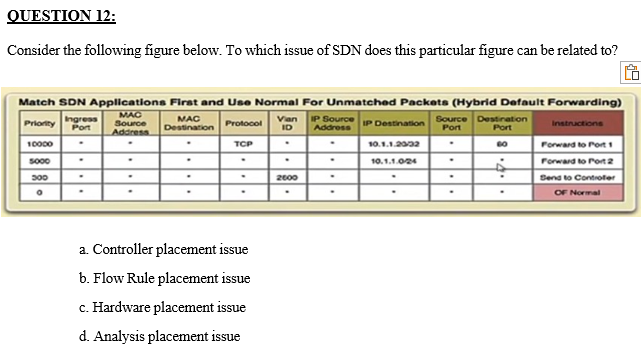 QUESTION 12:
Consider the following figure below. To which issue of SDN does this particular figure can be related to?
Match SDN Applications First and Use Normal For Unmatched Packets (Hybrid Default Forwarding)
Priority Ingress Port MAC Source Address MAC Destination Protocol Vlan ID IP Source Address IP Destination Source Port Destination Port Instructions
10000 * * * TCP * * 10.1.1.20/32 * 80 Forward to Port 1
5000 * * * * * * 10.1.1.0/24 * * Forward to Port 2
300 * * * * 2600 * * * * Send to Controller
0 * * * * * * * * * OF Normal
a. Controller placement issue
b. Flow Rule placement issue
c. Hardware placement issue
d. Analysis placement issue